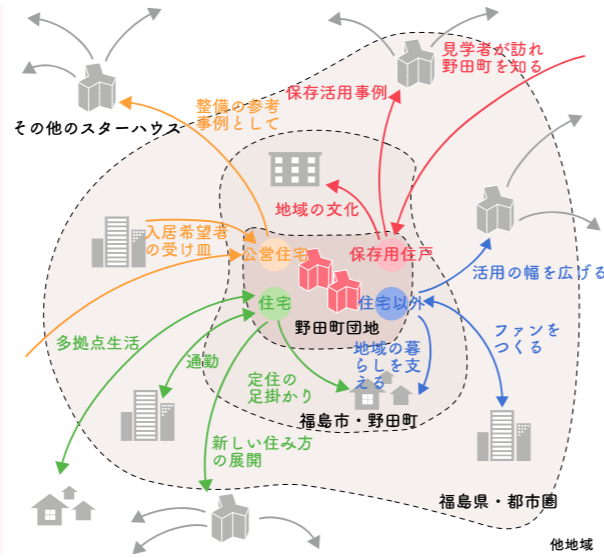 見学者が訪れ
野田町を知る
保存活用事例
整備の参考
事例として
その他のスターハウス
地域の文化
入居希望者
の受け皿
公営住宅
保存用住戸
活用の幅を広げる
住宅
住宅以外
野田町団地
多拠点生活
通勤
地域の暮
らしを支
える
ファンを
つくる
定住の
足掛かり
福島市・野田町
新しい住み方
の展開
福島県・都市圏
他地域